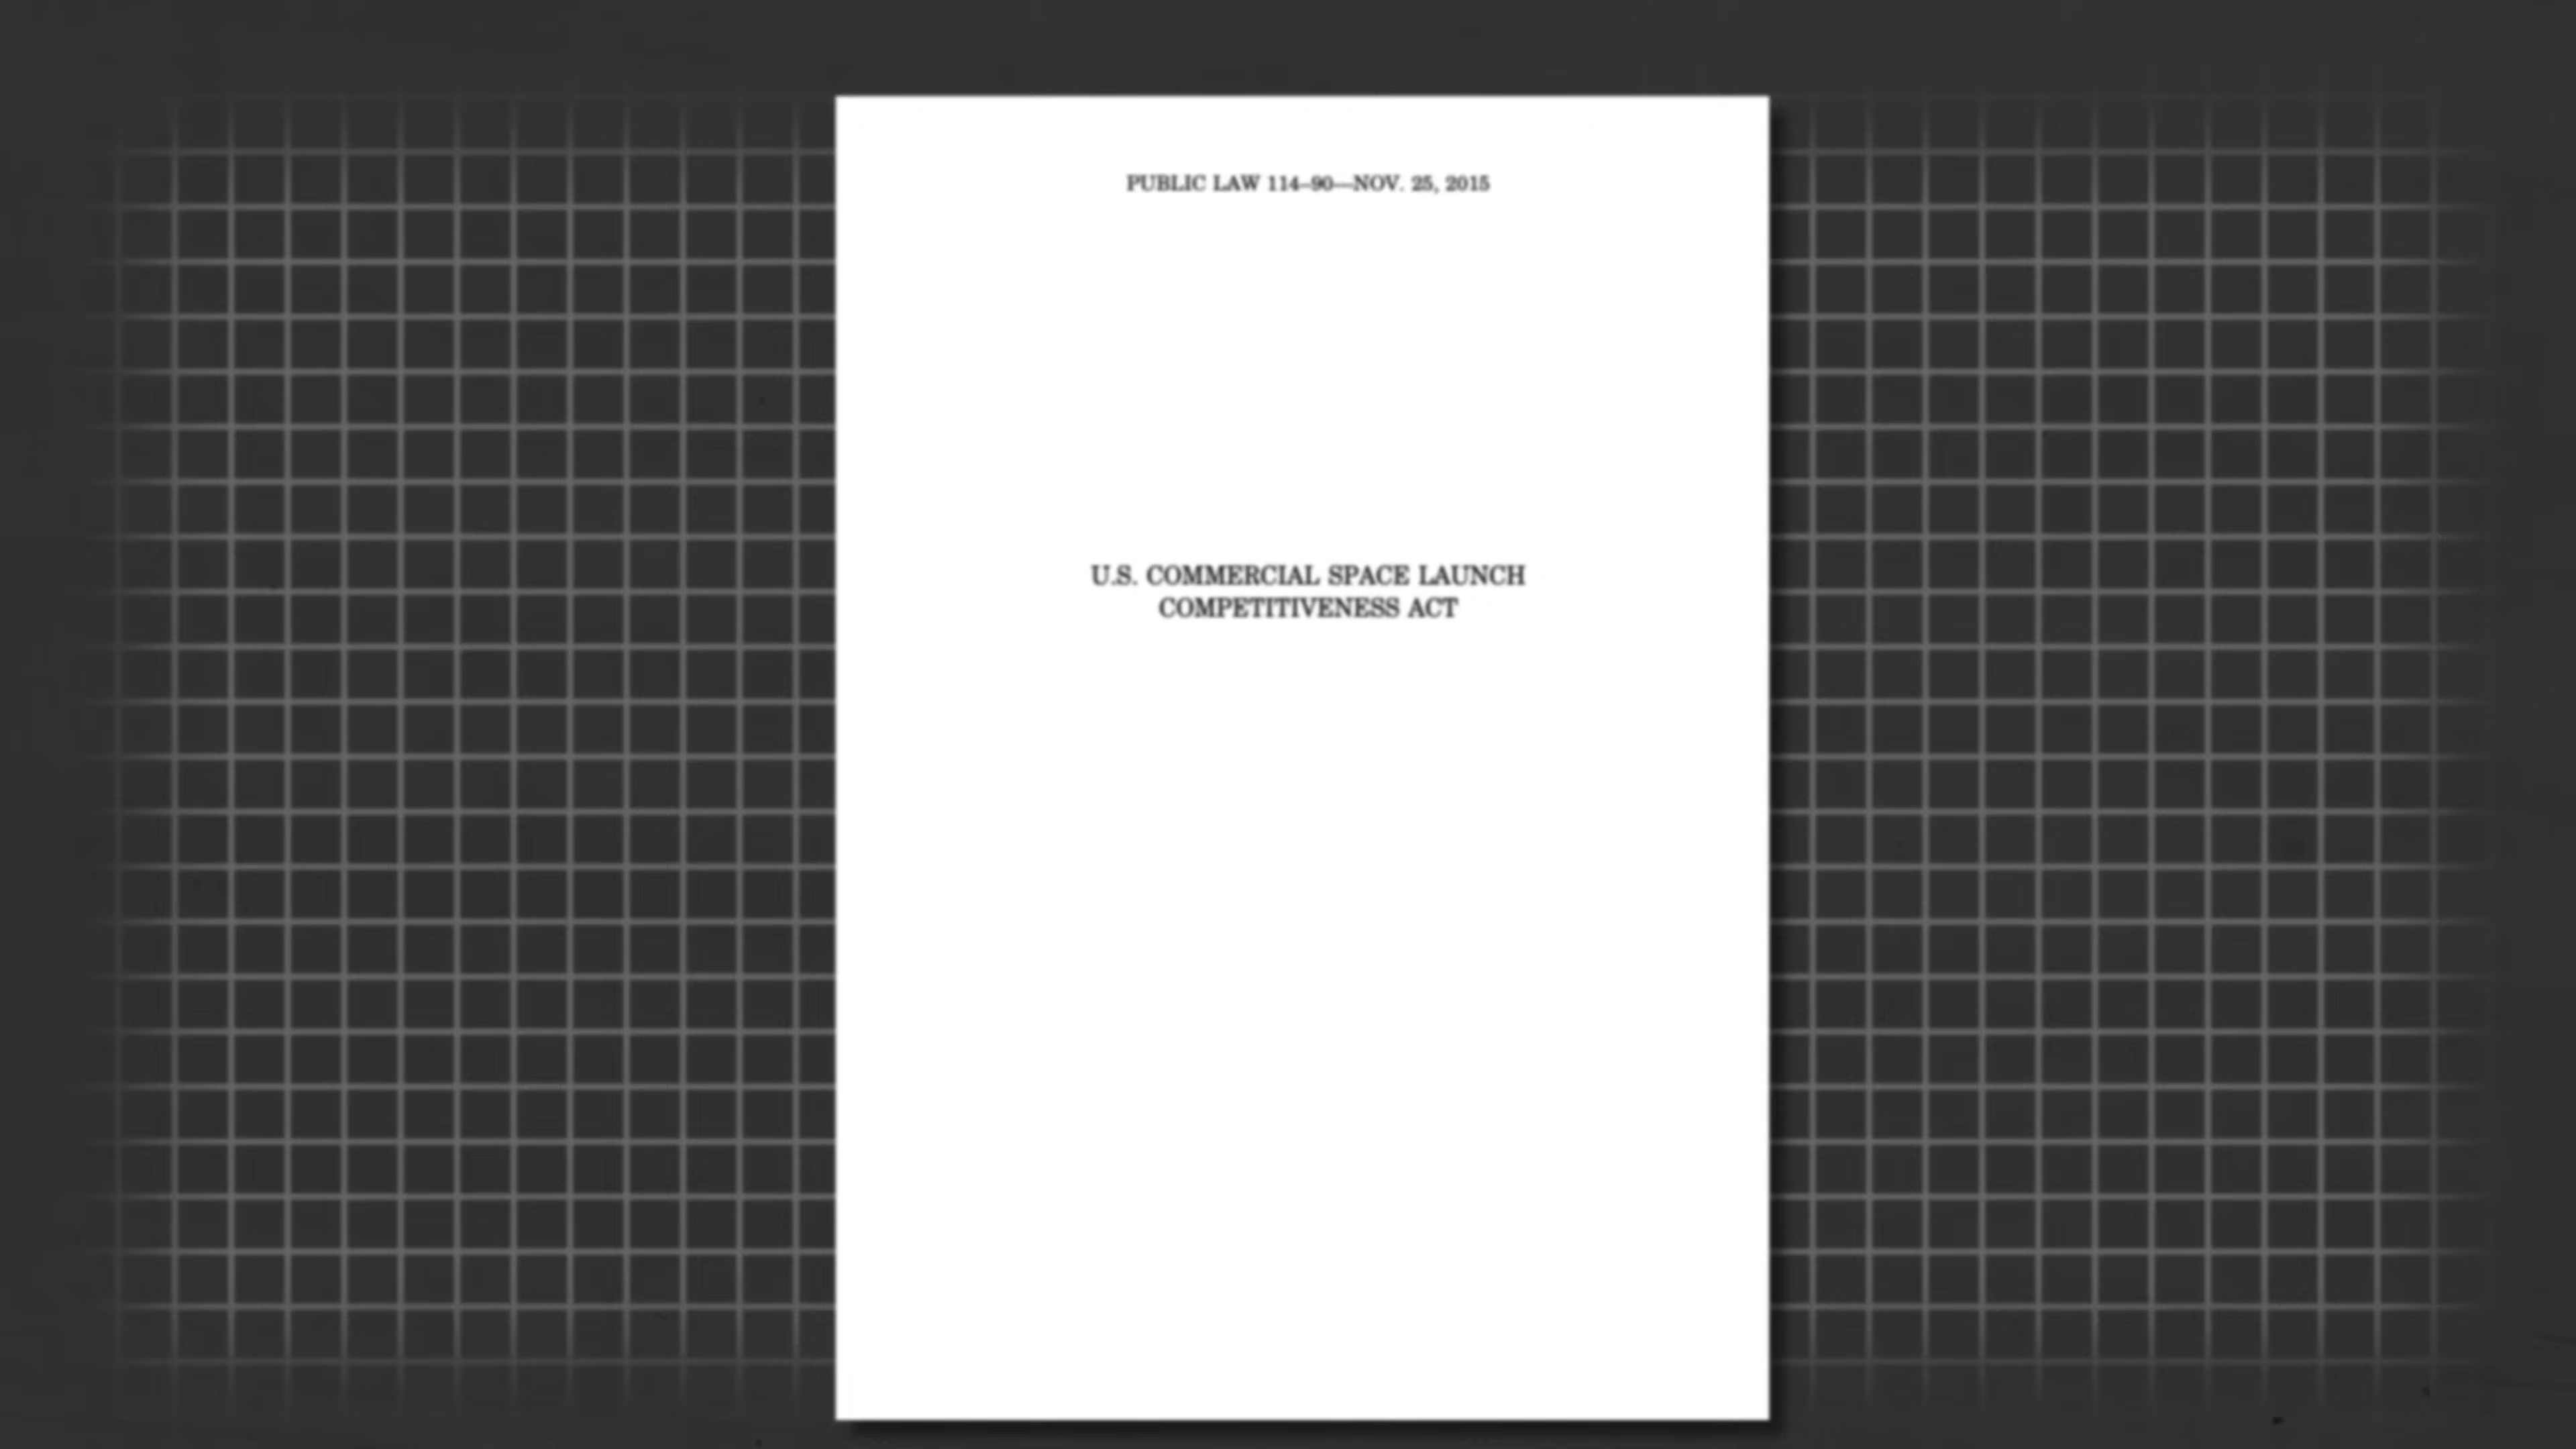 PUBLIC LAW 114–90—NOV. 25, 2015
U.S. COMMERCIAL SPACE LAUNCH
COMPETITIVENESS ACT